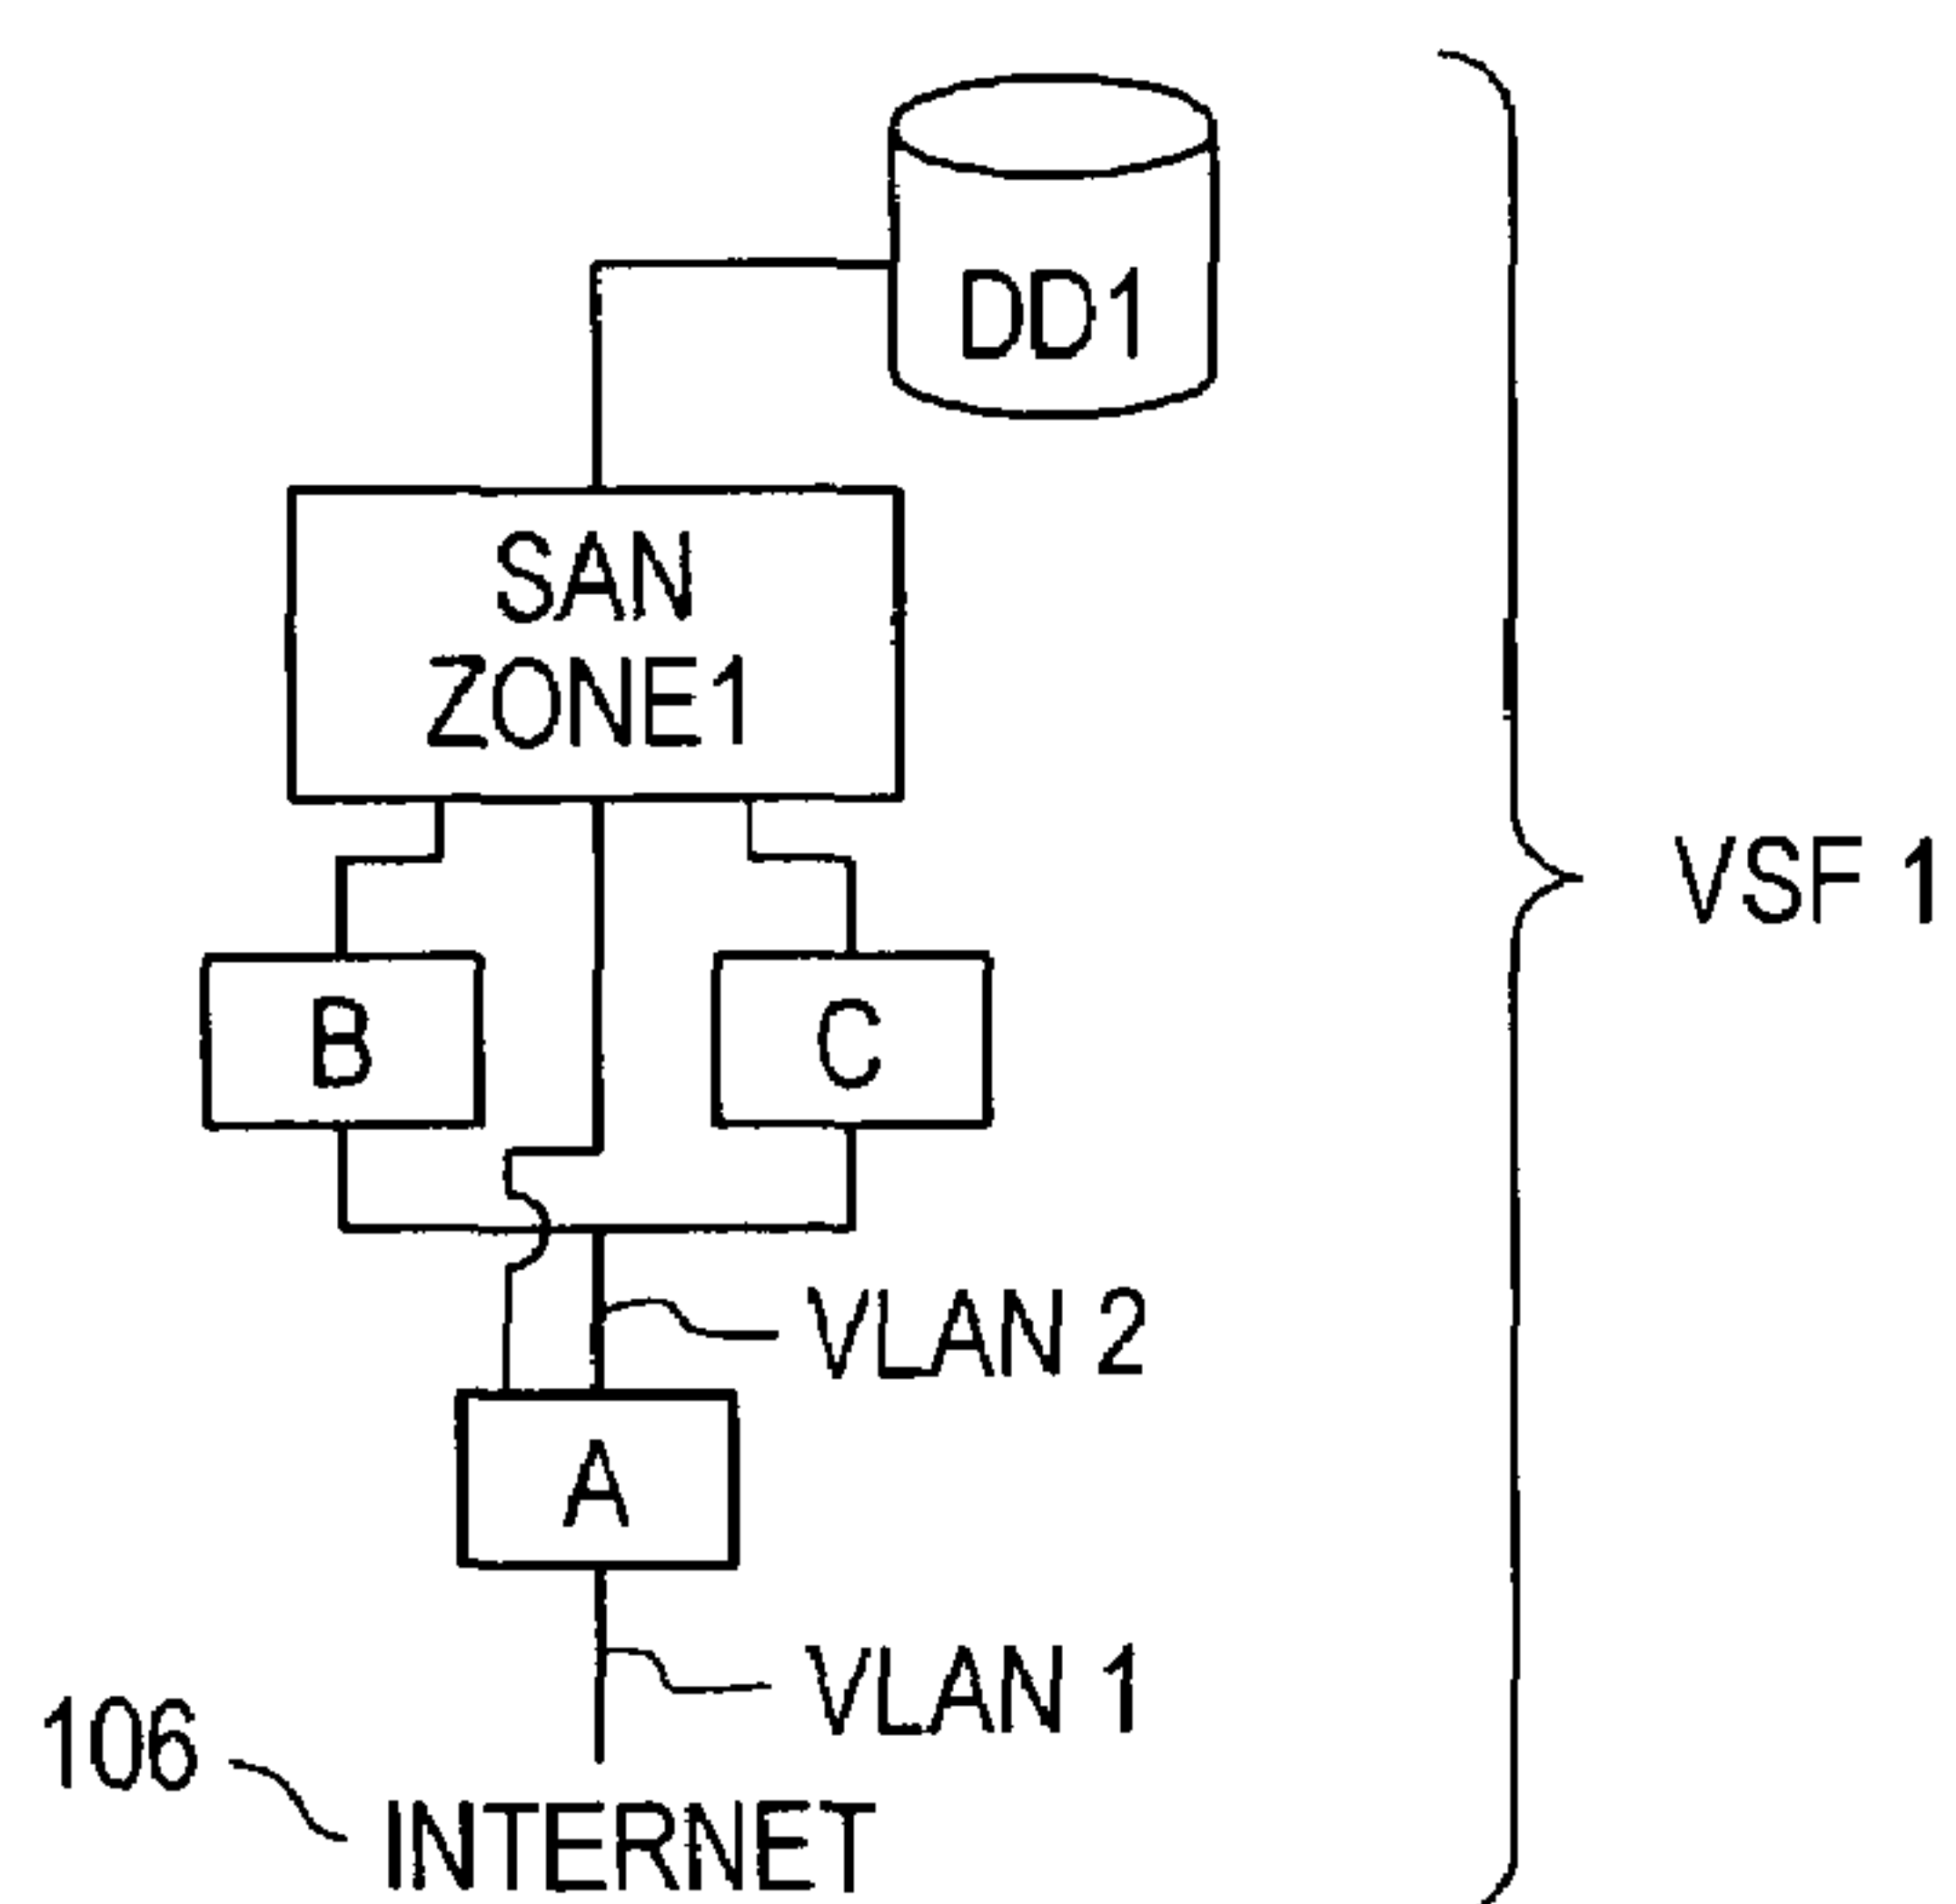 DD1
SAN
ZONE1
VSF 1
B
C
VLAN 2
A
VLAN 1
106
INTERNET